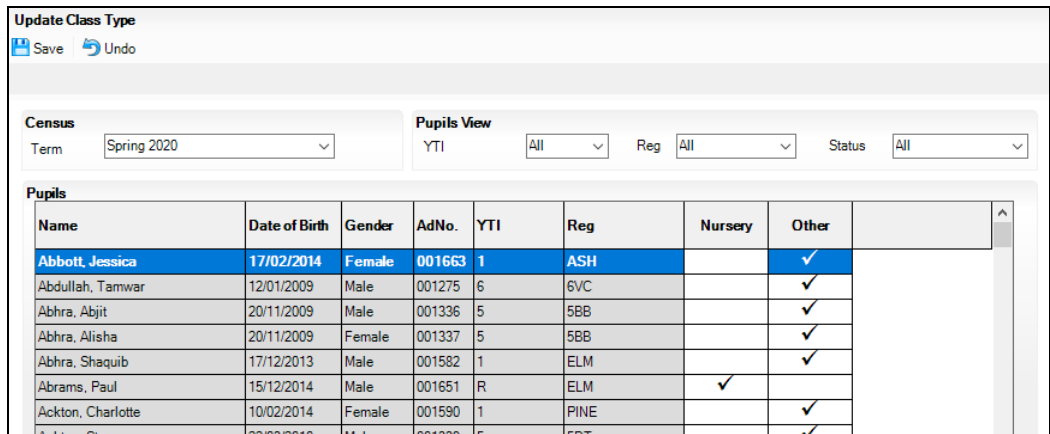 Update Class Type
Save Undo
Census Pupils View
Term Spring 2020 YTI All Reg All Status All
Pupils
Name Date of Birth Gender AdNo. YTI Reg Nursery Other
Abbott, Jessica 17/02/2014 Female 001663 1 ASH ✓
Abdullah, Tamwar 12/01/2009 Male 001275 6 6VC ✓
Abhra, Abjit 20/11/2009 Male 001336 5 5BB ✓
Abhra, Alisha 20/11/2009 Female 001337 5 5BB ✓
Abhra, Shaquib 17/12/2013 Male 001582 1 ELM ✓
Abrams, Paul 15/12/2014 Male 001651 R ELM ✓
Ackton, Charlotte 10/02/2014 Female 001590 1 PINE ✓